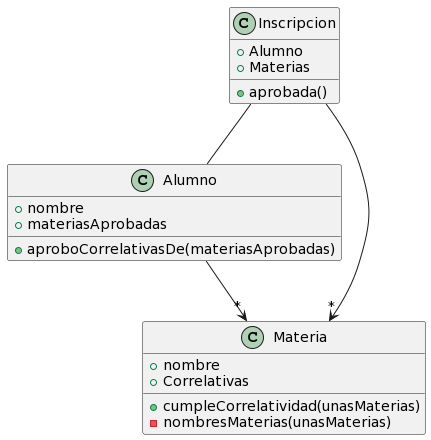 C Inscripcion
Alumno
Materias
aprobada()
C Alumno
nombre
materiasAprobadas
aproboCorrelativasDe(materiasAprobadas)
* *
C Materia
nombre
Correlativas
cumpleCorrelatividad(unasMaterias)
nombresMaterias(unasMaterias)